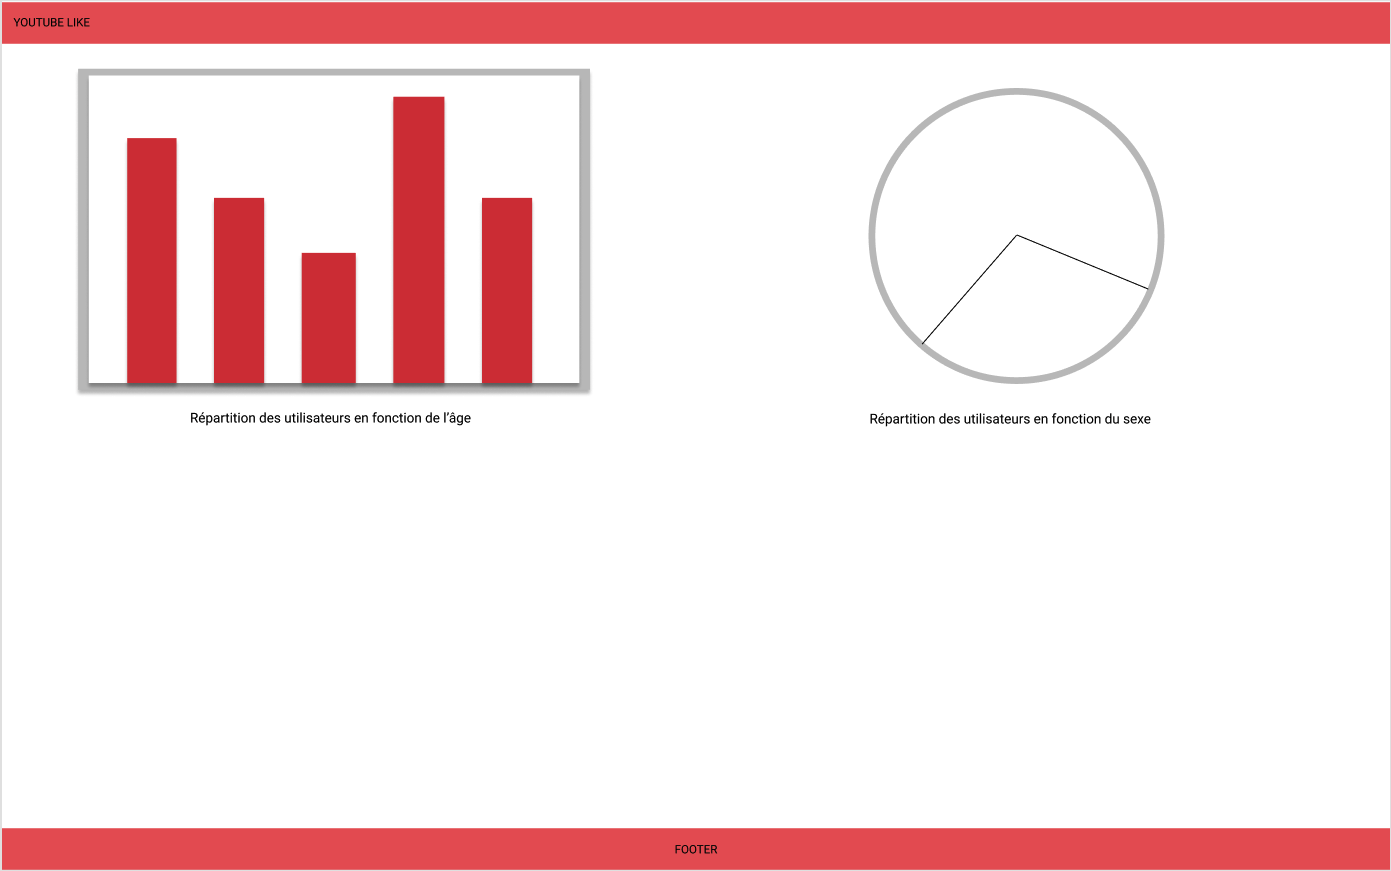 YOUTUBE LIKE
Répartition des utilisateurs en fonction de l’âge
Répartition des utilisateurs en fonction du sexe
FOOTER